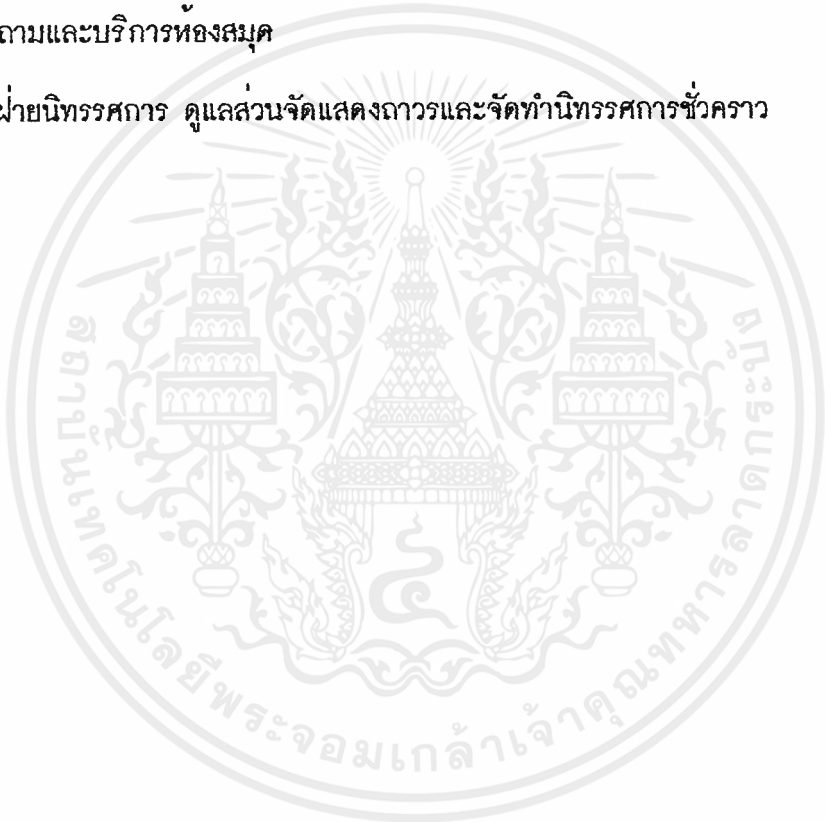 ถามและบริการห้องสมุด
ฝ่ายนิทรรศการ ดูแลส่วนจัดแสดงถาวรและจัดทำนิทรรศการชั่วคราว
สถาบันเทคโนโลยีพระจอมเกล้าเจ้าคุณทหารลาดกระบัง